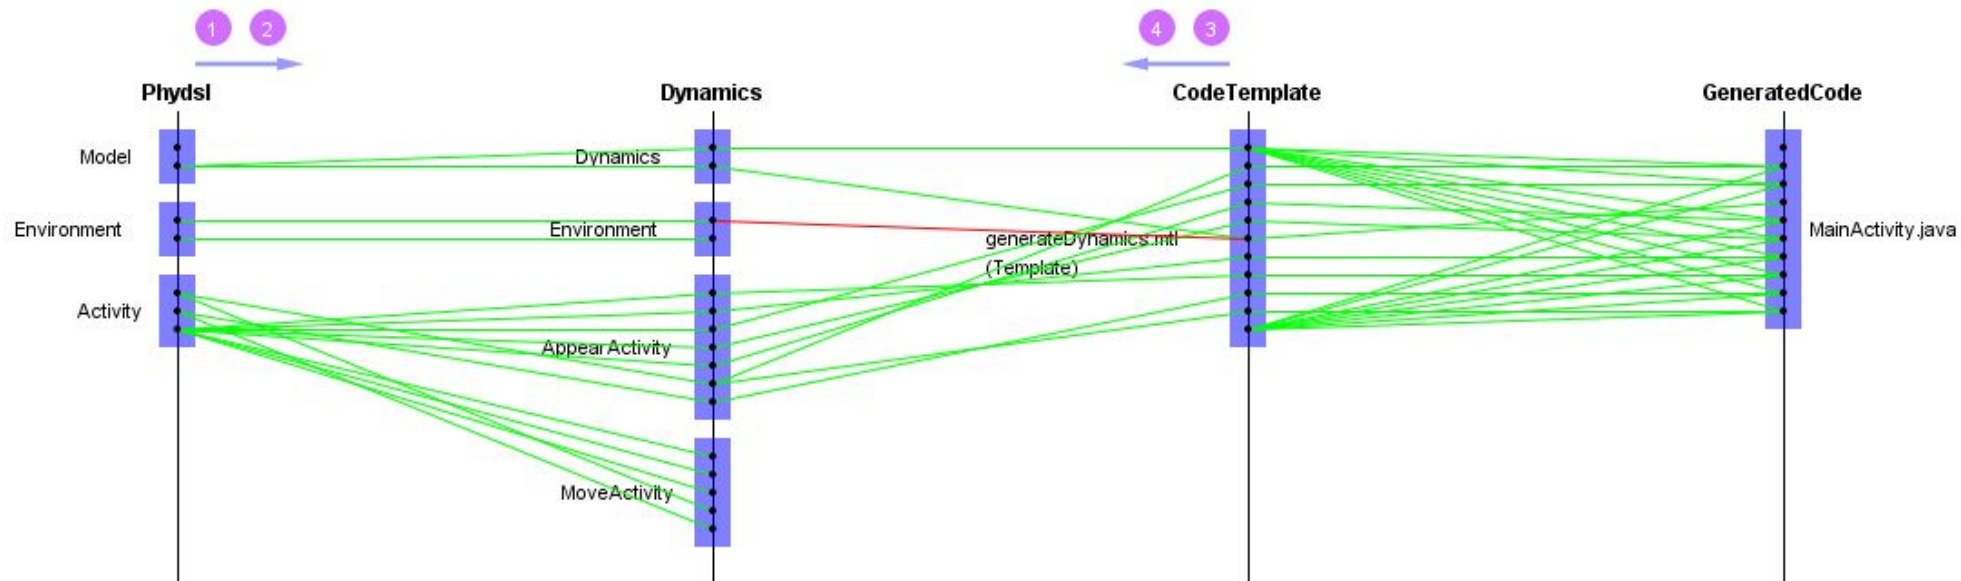 1 2 4 3
Phydsl Dynamics CodeTemplate GeneratedCode
Model Dynamics
Environment Environment generateDynamics.mtl MainActivity.java
(Template)
Activity
AppearActivity
MoveActivity